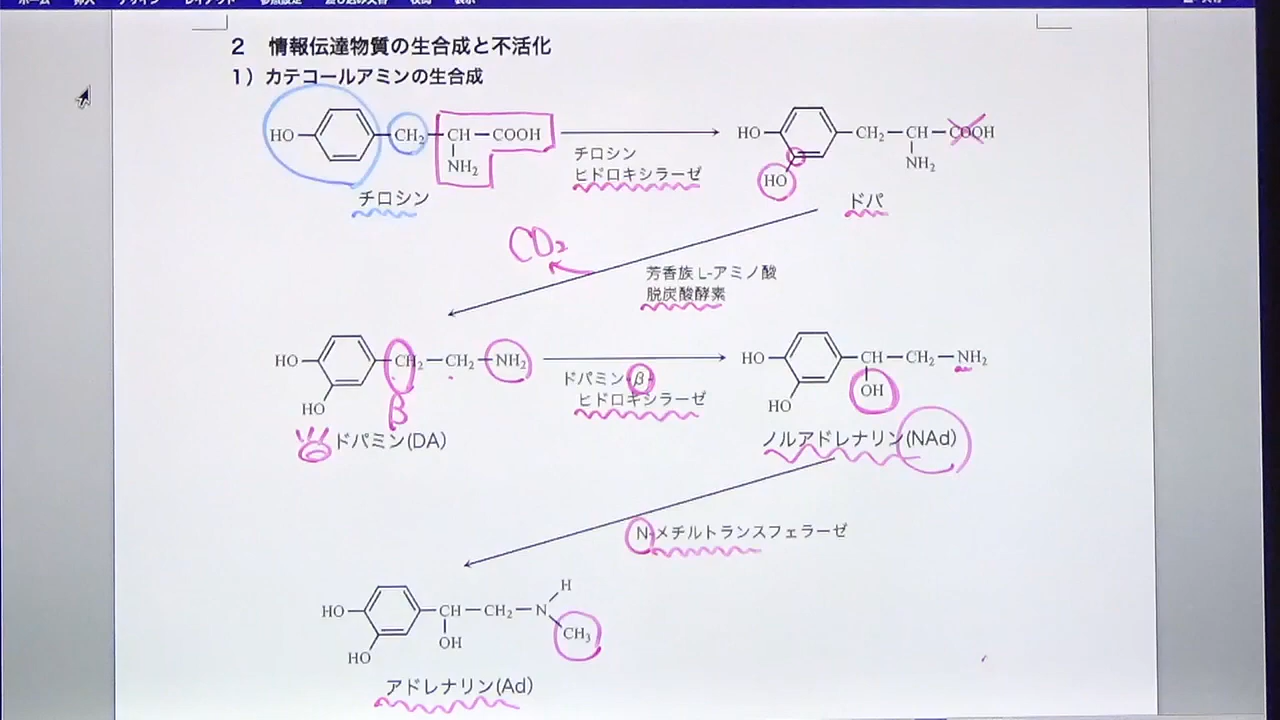 2 情報伝達物質の生合成と不活化
1）カテコールアミンの生合成
HO CH2 CH COOH
NH2
チロシン
チロシン
ヒドロキシラーゼ
HO CH2 CH COOH
NH2
HO
ドパ
CO2
芳香族 L-アミノ酸
脱炭酸酵素
HO CH2 CH2 NH2
HO
β
ドパミン(DA)
ドパミン-β-
ヒドロキシラーゼ
HO CH CH2 NH2
OH
HO
ノルアドレナリン(NAd)
N-メチルトランスフェラーゼ
H
HO CH CH2 N
OH CH3
HO
アドレナリン(Ad)